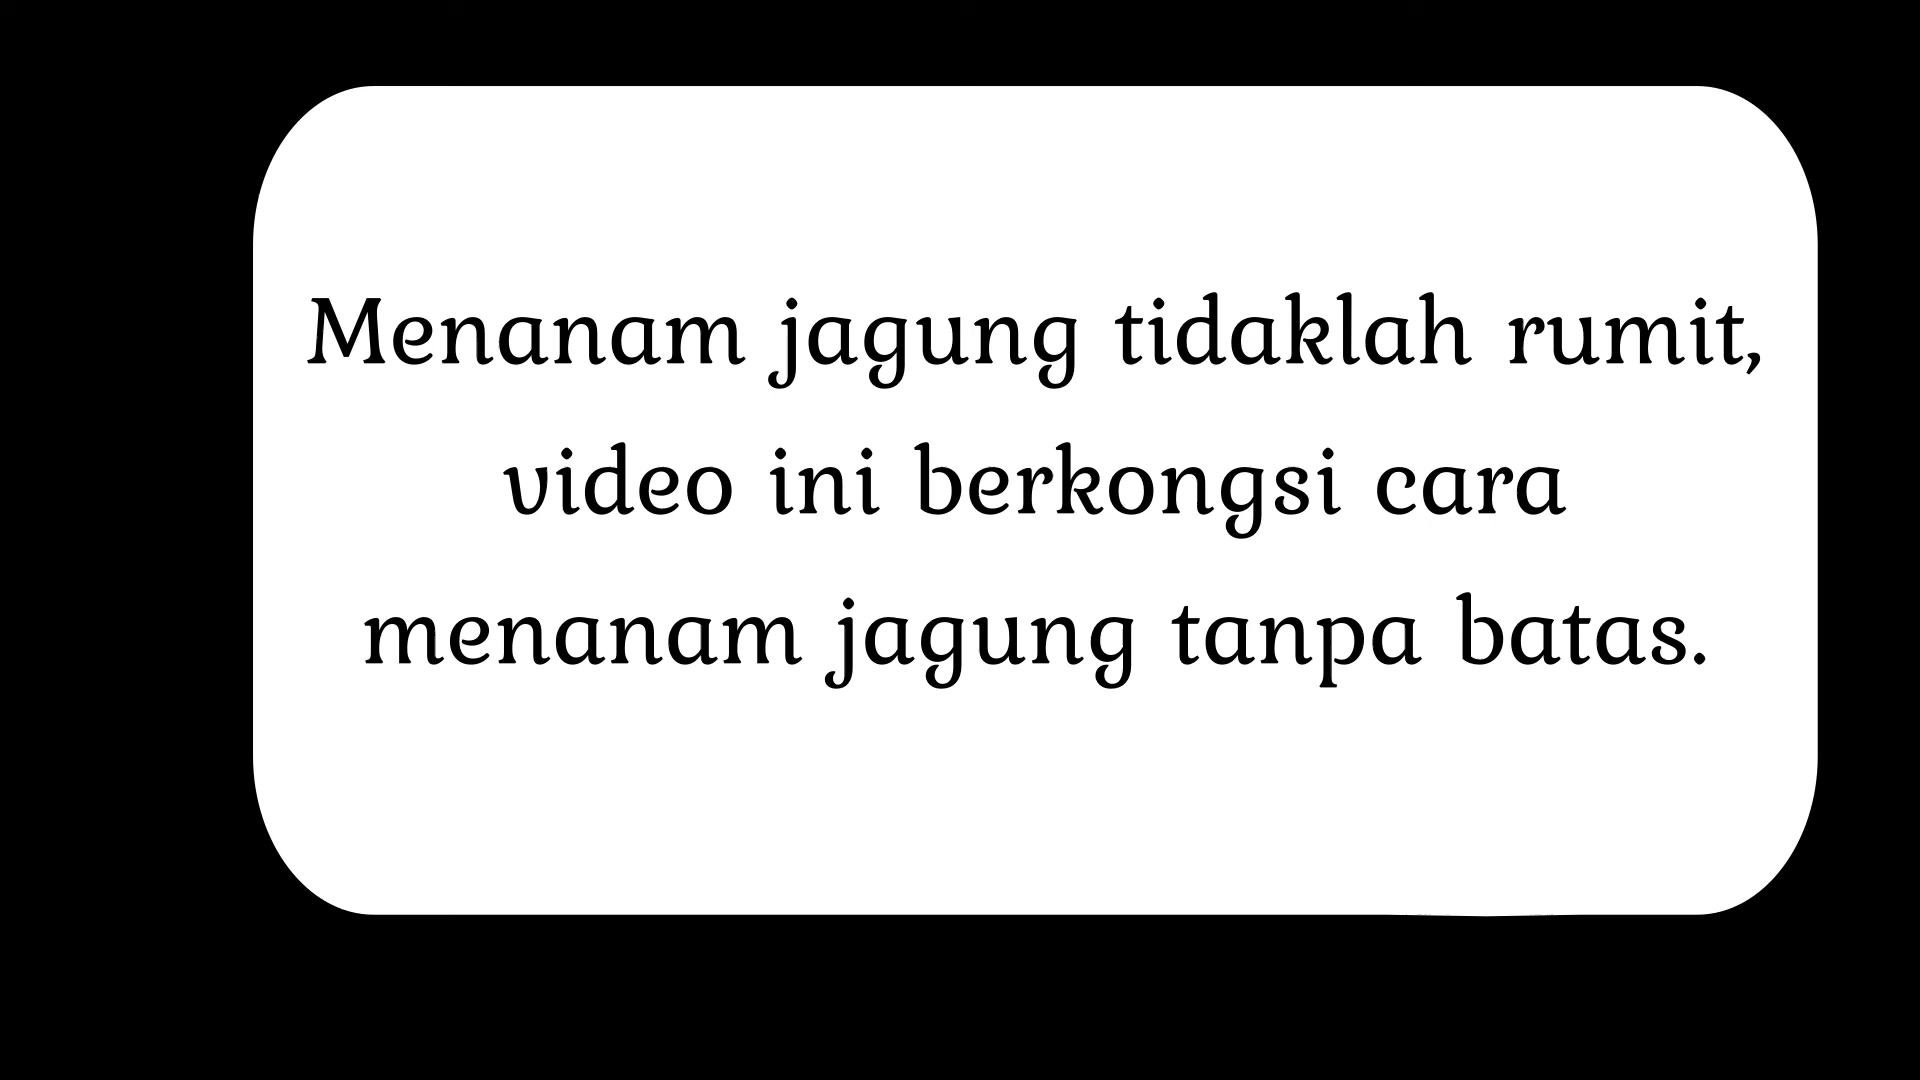 Menanam jagung tidaklah rumit,
video ini berkongsi cara
menanam jagung tanpa batas.